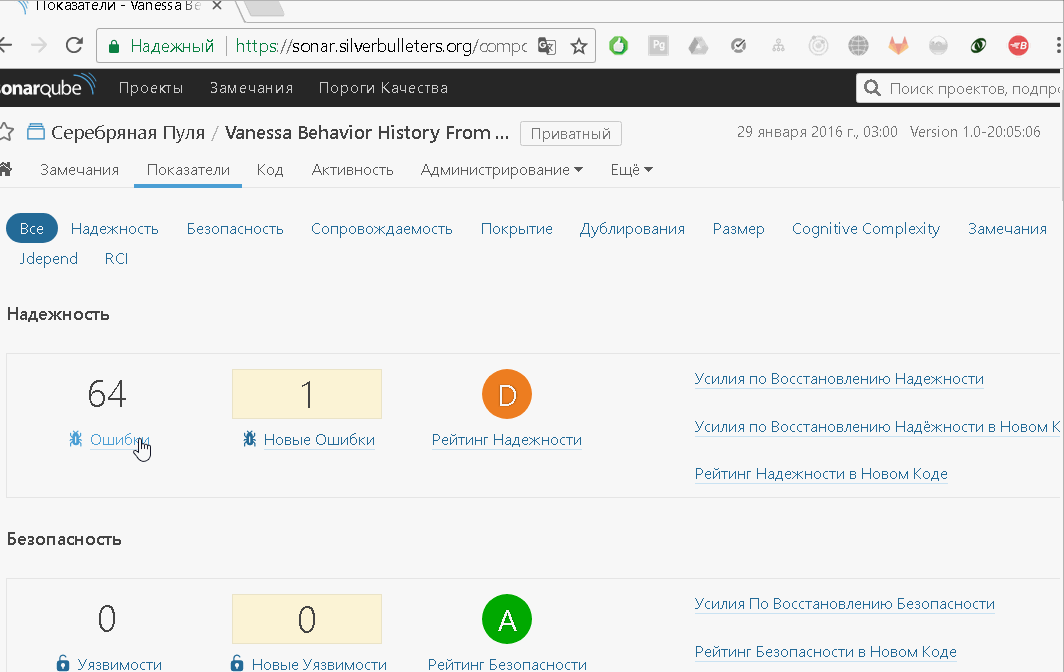 Показатели - Vanessa Be
Надежный https://sonar.silverbulleters.org/compo
sonarqube Проекты Замечания Пороги Качества Поиск проектов, подпро
Серебряная Пуля / Vanessa Behavior History From ... Приватный 29 января 2016 г., 03:00 Version 1.0-20:05:06
Замечания Показатели Код Активность Администрирование Ещё
Все Надежность Безопасность Сопровождаемость Покрытие Дублирования Размер Cognitive Complexity Замечания
Jdepend RCI
Надежность
64 1 D Усилия по Восстановлению Надежности
Усилия по Восстановлению Надёжности в Новом К
Ошибки Новые Ошибки Рейтинг Надежности
Рейтинг Надежности в Новом Коде
Безопасность
0 0 A Усилия По Восстановлению Безопасности
Рейтинг Безопасности в Новом Коде
Уязвимости Новые Уязвимости Рейтинг Безопасности